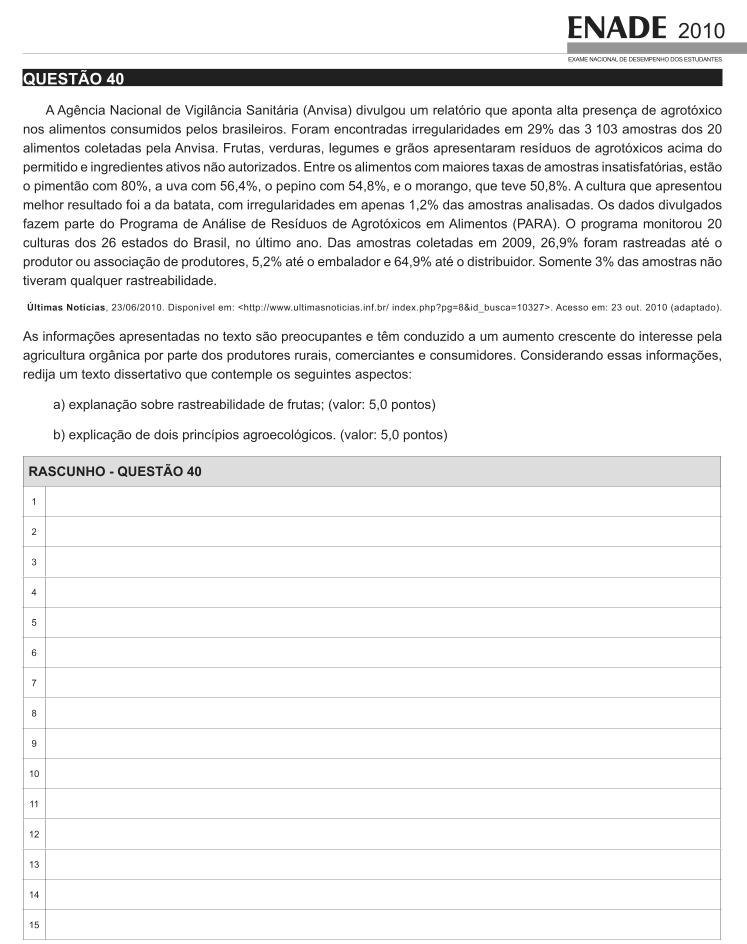 ENADE 2010
EXAME NACIONAL DE DESEMPENHO DOS ESTUDANTES
QUESTÃO 40
A Agência Nacional de Vigilância Sanitária (Anvisa) divulgou um relatório que aponta alta presença de agrotóxico
nos alimentos consumidos pelos brasileiros. Foram encontradas irregularidades em 29% das 3 103 amostras dos 20
alimentos coletadas pela Anvisa. Frutas, verduras, legumes e grãos apresentaram resíduos de agrotóxicos acima do
permitido e ingredientes ativos não autorizados. Entre os alimentos com maiores taxas de amostras insatisfatórias, estão
o pimentão com 80%, a uva com 56,4%, o pepino com 54,8%, e o morango, que teve 50,8%. A cultura que apresentou
melhor resultado foi a da batata, com irregularidades em apenas 1,2% das amostras analisadas. Os dados divulgados
fazem parte do Programa de Análise de Resíduos de Agrotóxicos em Alimentos (PARA). O programa monitorou 20
culturas dos 26 estados do Brasil, no último ano. Das amostras coletadas em 2009, 26,9% foram rastreadas até o
produtor ou associação de produtores, 5,2% até o embalador e 64,9% até o distribuidor. Somente 3% das amostras não
tiveram qualquer rastreabilidade.
Últimas Notícias, 23/06/2010. Disponível em: <http://www.ultimasnoticias.inf.br/ index.php?pg=8&id_busca=10327>. Acesso em: 23 out. 2010 (adaptado).
As informações apresentadas no texto são preocupantes e têm conduzido a um aumento crescente do interesse pela
agricultura orgânica por parte dos produtores rurais, comerciantes e consumidores. Considerando essas informações,
redija um texto dissertativo que contemple os seguintes aspectos:
a) explanação sobre rastreabilidade de frutas; (valor: 5,0 pontos)
b) explicação de dois princípios agroecológicos. (valor: 5,0 pontos)
RASCUNHO - QUESTÃO 40
1
2
3
4
5
6
7
8
9
10
11
12
13
14
15